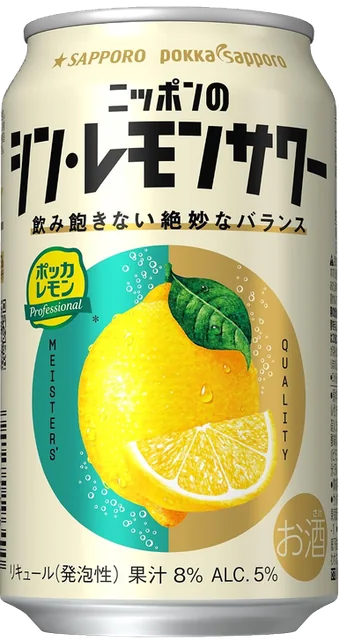 ★SAPPORO pokka sapporo
ニッポンの
シン・レモンサワー
飲み飽きない絶妙なバランス
ポッカ
レモン
Professional
*
MEISTERS'
QUALITY
さけ
お酒
リキュール(発泡性) 果汁 8% ALC.5%